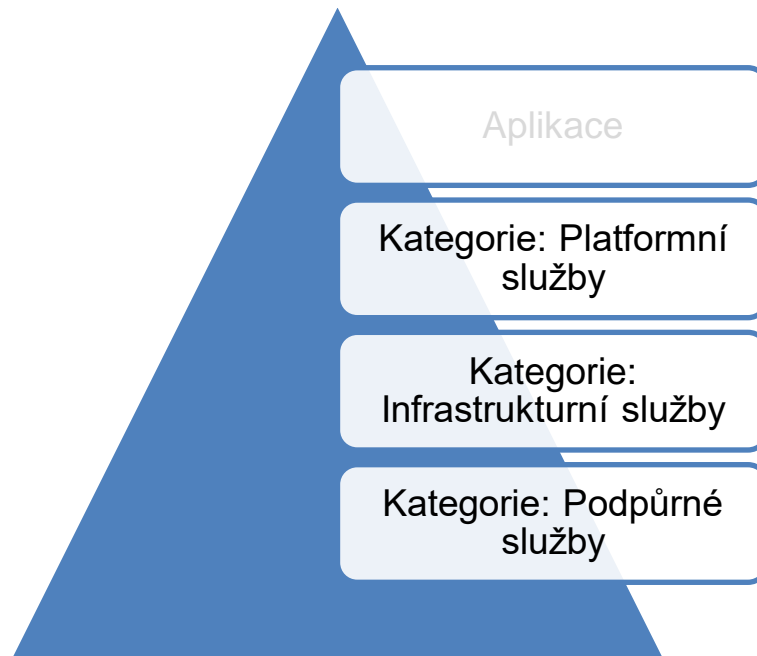 Aplikace
Kategorie: Platformní
služby
Kategorie:
Infrastrukturní služby
Kategorie: Podpůrné
služby